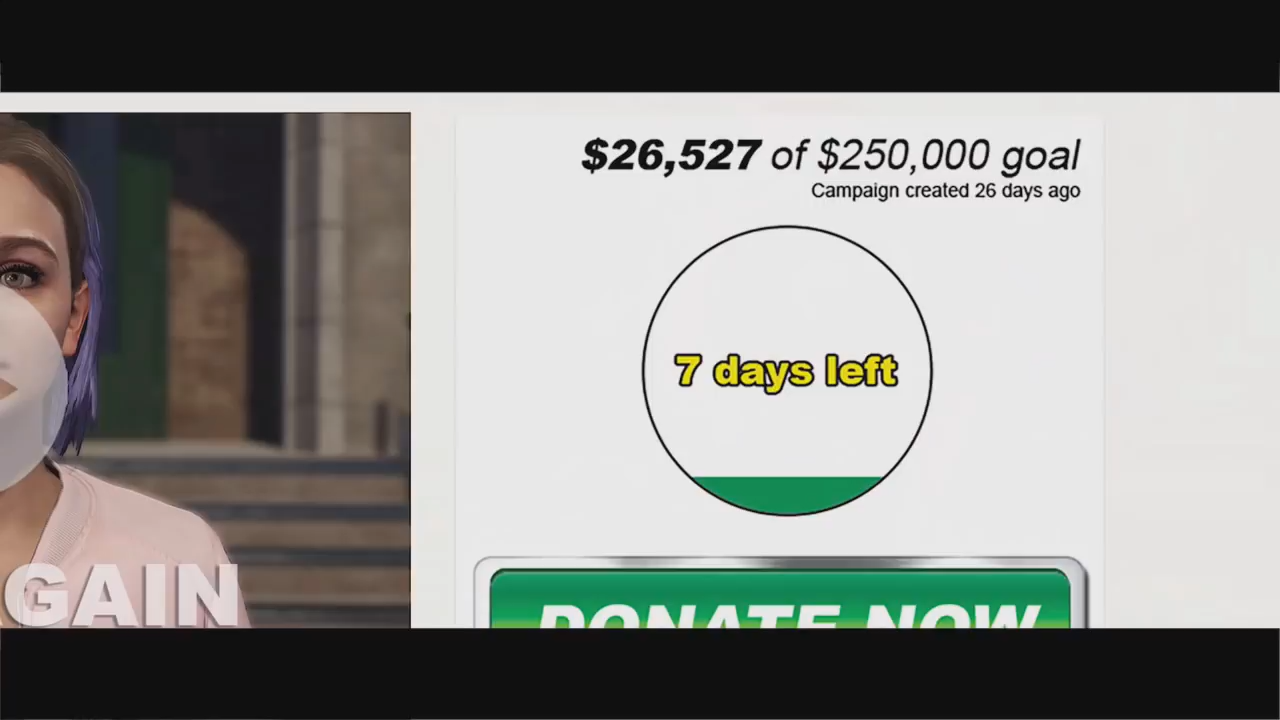 $26,527 of $250,000 goal
Campaign created 26 days ago
7 days left
GAIN
DONATE NOW